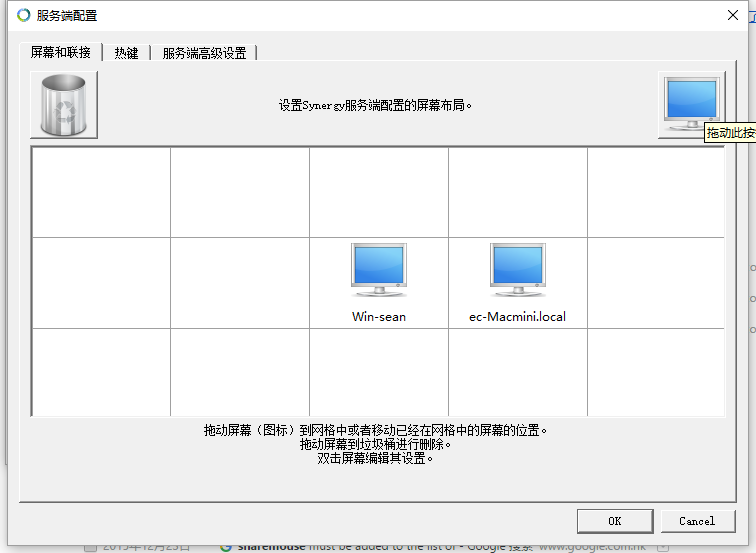 服务端配置
屏幕和联接
热键
服务端高级设置
设置Synergy服务端配置的屏幕布局。
拖动此按
Win-sean
ec-Macmini.local
拖动屏幕（图标）到网格中或者移动已经在网格中的屏幕的位置。
拖动屏幕到垃圾桶进行删除。
双击屏幕编辑其设置。
OK
Cancel
2015年12月23日
sharemouse must be added to the list of - Google 搜索 www.google.com.hk